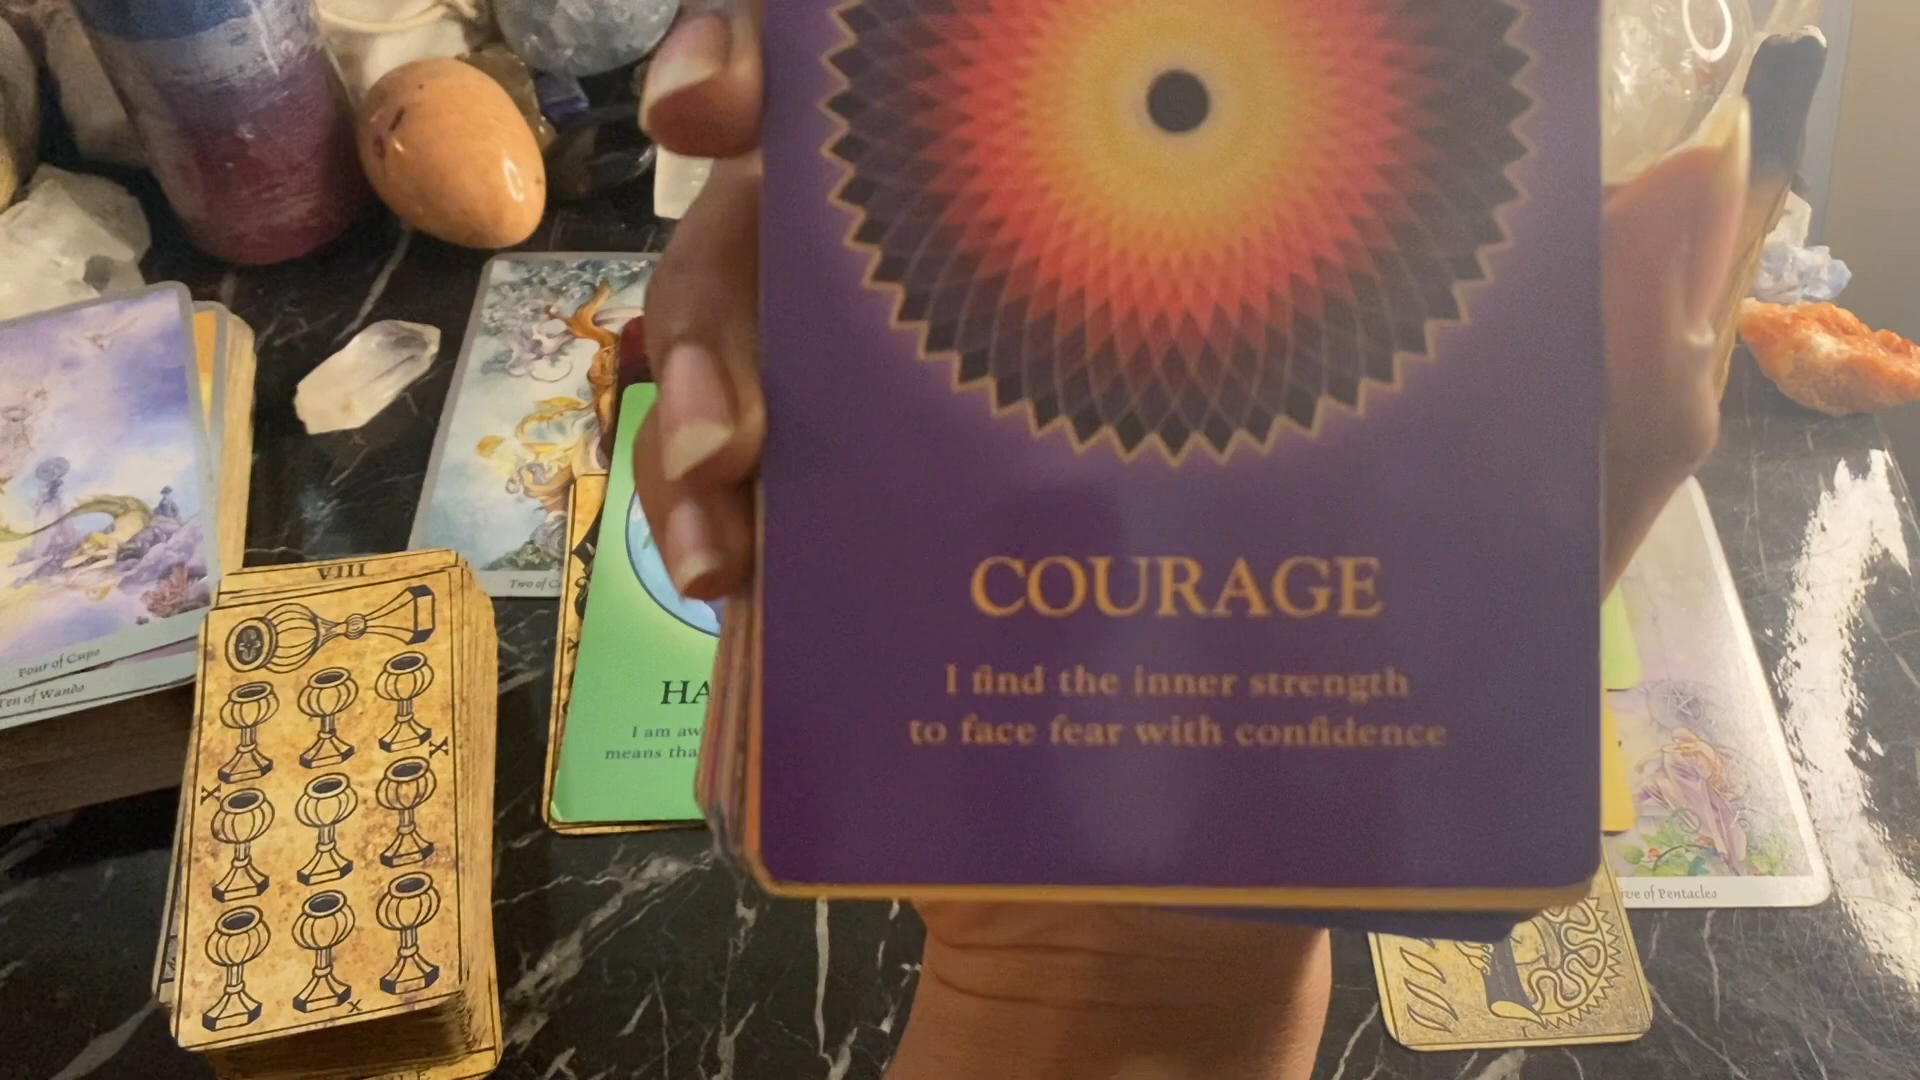 COURAGE
I find the inner strength
to face fear with confidence
VIII
X
X
X
Four of Cups
Ten of Wands
Two of C
HA
I am aw
means tha
ve of Pentacles